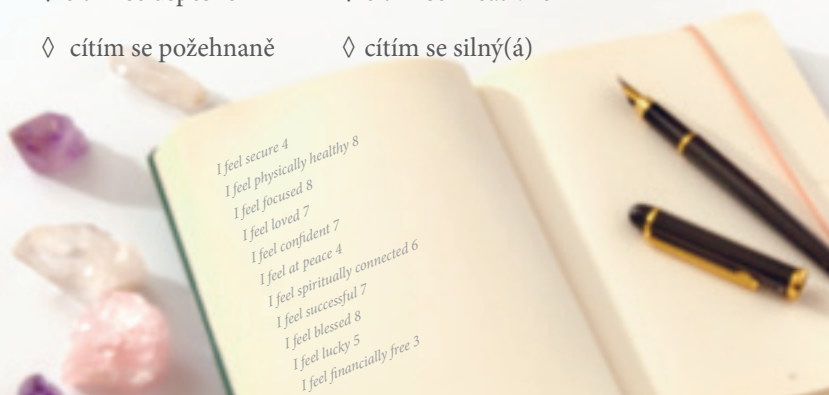 ◊ cítím se požehnaně
◊ cítím se silný(á)
I feel secure 4
I feel physically healthy 8
I feel focused 8
I feel loved 7
I feel confident 7
I feel at peace 4
I feel spiritually connected 6
I feel successful 7
I feel blessed 8
I feel lucky 5
I feel financially free 3